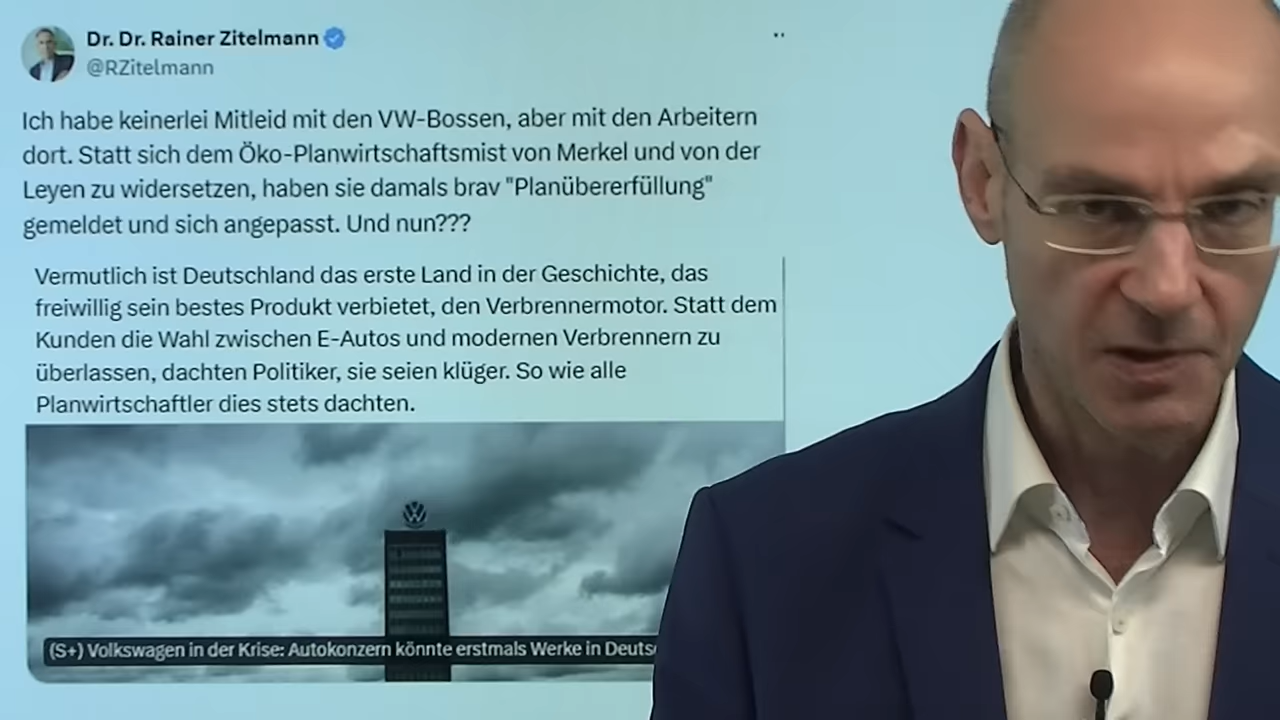 Dr. Dr. Rainer Zitelmann
@RZitelmann
Ich habe keinerlei Mitleid mit den VW-Bossen, aber mit den Arbeitern
dort. Statt sich dem Öko-Planwirtschaftsmist von Merkel und von der
Leyen zu widersetzen, haben sie damals brav "Planübererfüllung"
gemeldet und sich angepasst. Und nun???
Vermutlich ist Deutschland das erste Land in der Geschichte, das
freiwillig sein bestes Produkt verbietet, den Verbrennermotor. Statt dem
Kunden die Wahl zwischen E-Autos und modernen Verbrennern zu
überlassen, dachten Politiker, sie seien klüger. So wie alle
Planwirtschaftler dies stets dachten.
VW
(S+) Volkswagen in der Krise: Autokonzern könnte erstmals Werke in